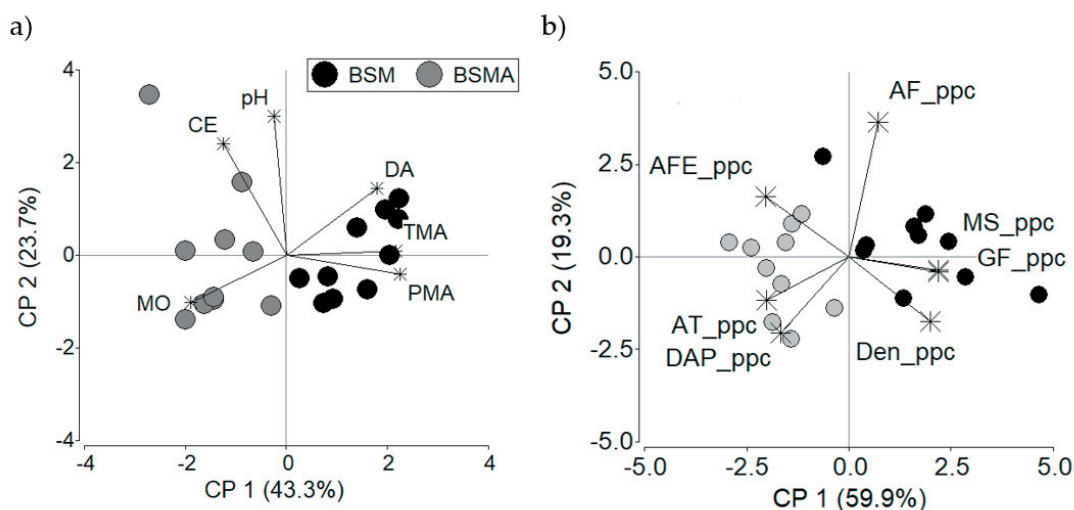 a)
BSM BSMA
4
2
0
-2
-4
CP 2 (23.7%)
pH
CE
DA
TMA
PMA
MO
-4 -2 0 2 4
CP 1 (43.3%)
b)
5.0
2.5
0.0
-2.5
-5.0
CP 2 (19.3%)
AF_ppc
AFE_ppc
MS_ppc
GF_ppc
AT_ppc
DAP_ppc
Den_ppc
-5.0 -2.5 0.0 2.5 5.0
CP 1 (59.9%)